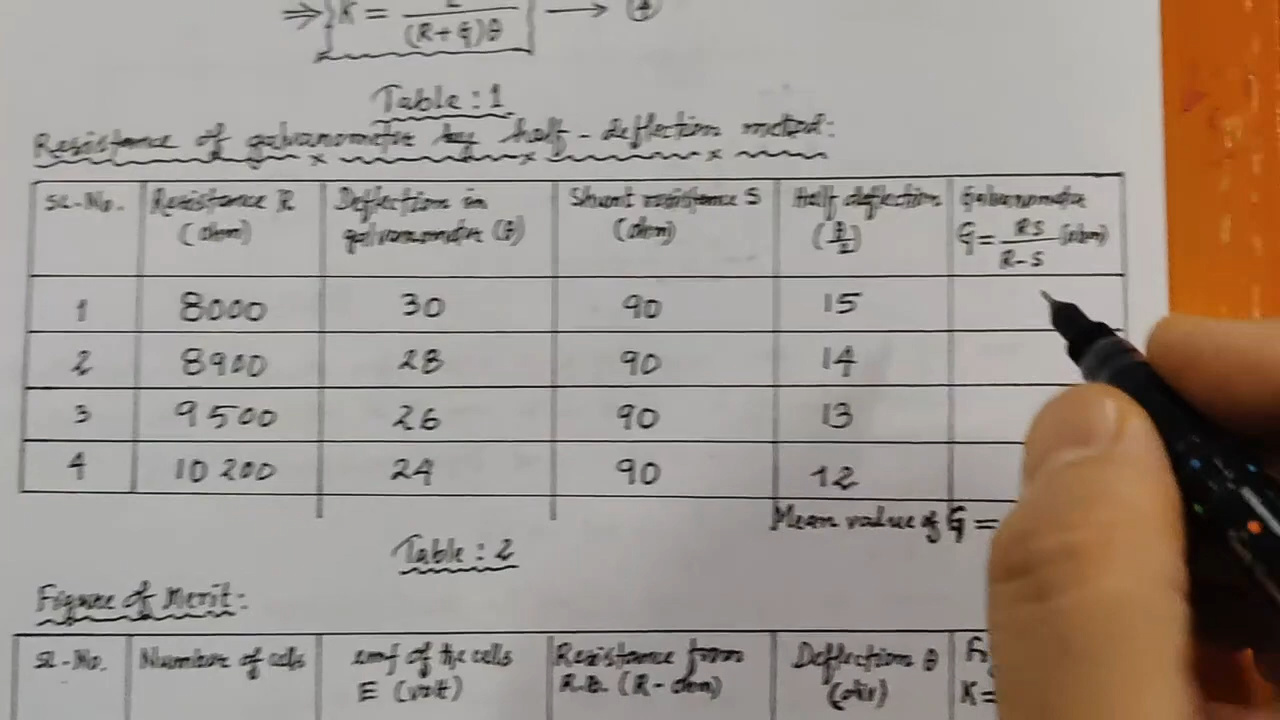 ⇒ K = E / (R+G)θ → ②
Table : 1
Resistance of galvanometer by half-deflection method:
Sl-No. Resistance R (ohm) Deflection in galvanometer (θ) Shunt resistance S (ohm) Half deflection (θ/2) Galvanometer G = RS/R-S (ohm)
1 8000 30 90 15
2 8900 28 90 14
3 9500 26 90 13
4 10200 24 90 12
Mean value of G =
Table : 2
Figure of Merit:
Sl-No. Number of cells emf of the cells E (volt) Resistance from R.B. (R-ohm) Deflection θ (div) K=